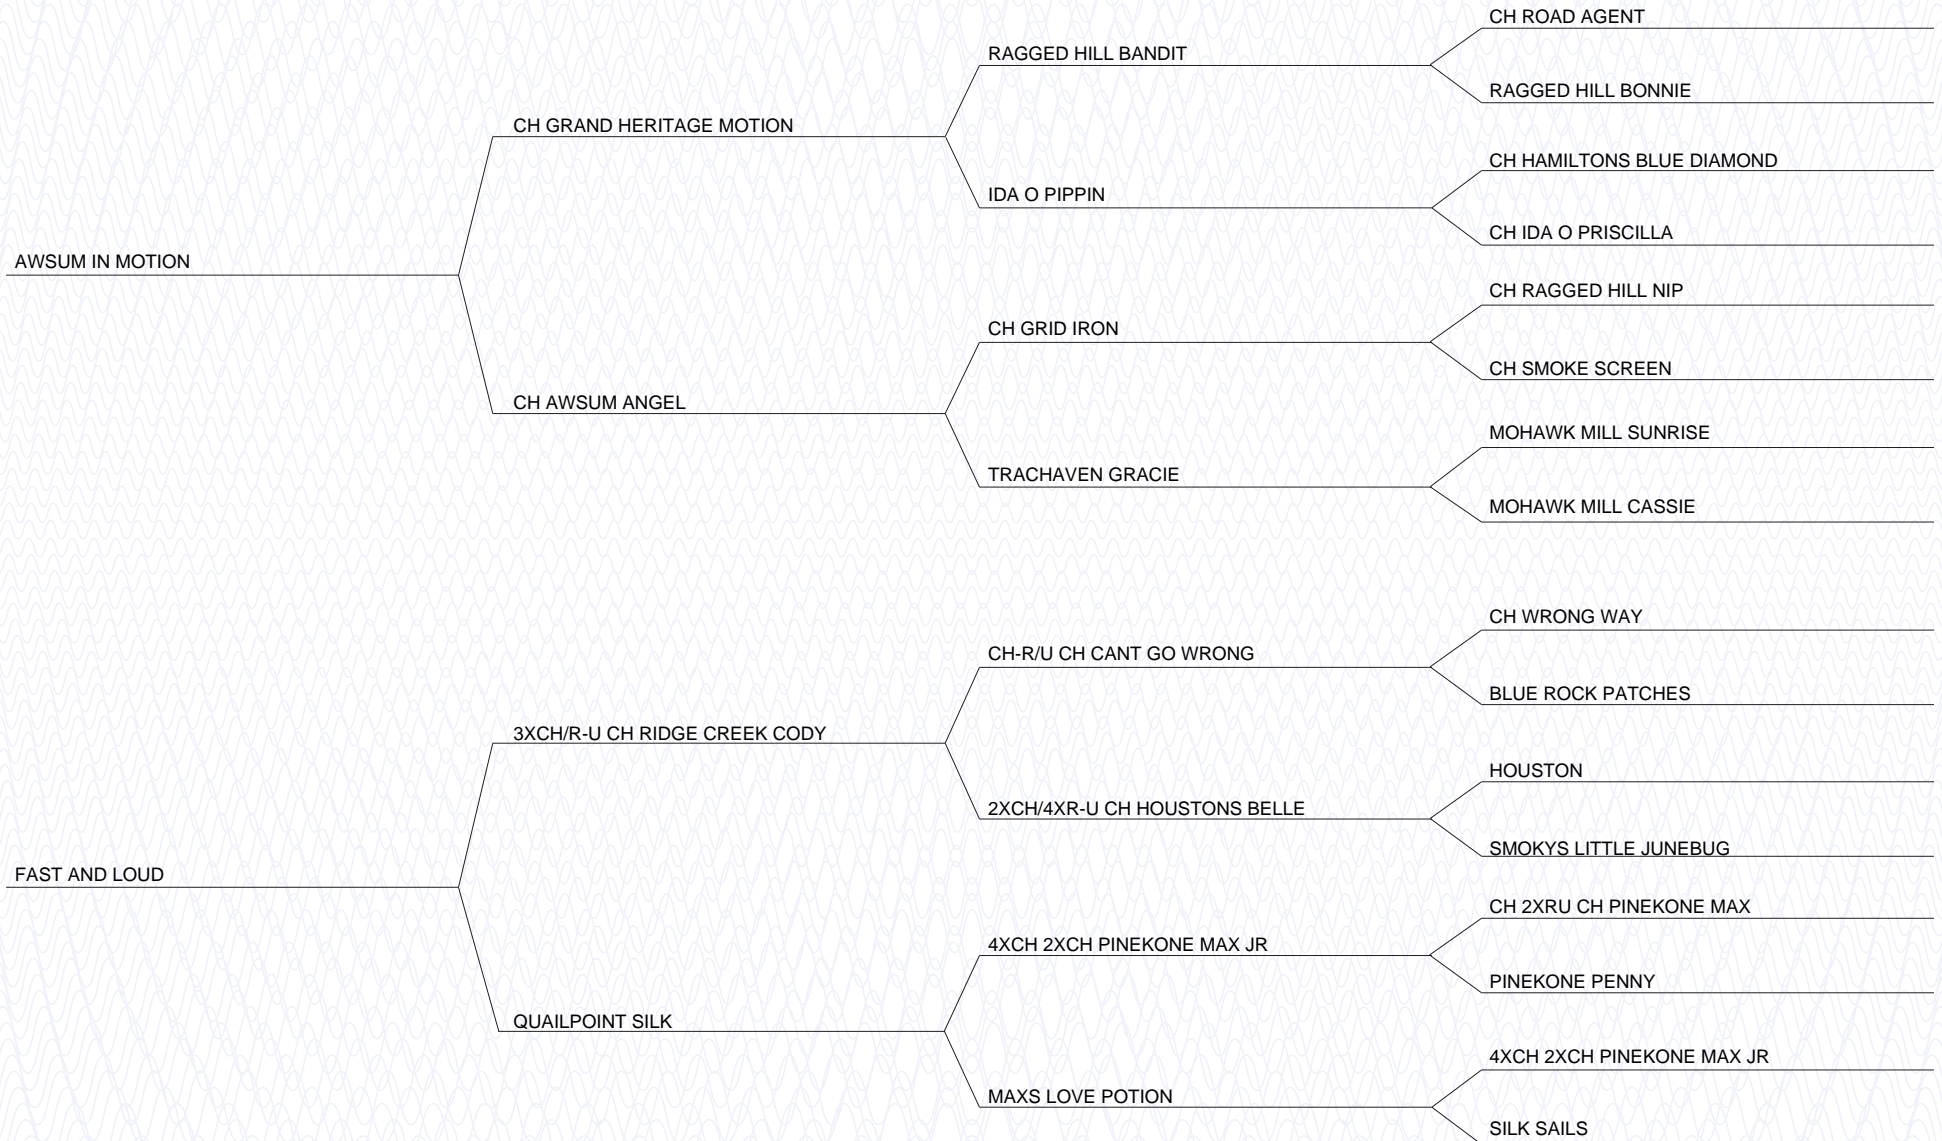 CH ROAD AGENT
RAGGED HILL BANDIT
RAGGED HILL BONNIE
CH GRAND HERITAGE MOTION
CH HAMILTONS BLUE DIAMOND
IDA O PIPPIN
CH IDA O PRISCILLA
AWSUM IN MOTION
CH RAGGED HILL NIP
CH GRID IRON
CH SMOKE SCREEN
CH AWSUM ANGEL
MOHAWK MILL SUNRISE
TRACHAVEN GRACIE
MOHAWK MILL CASSIE
CH WRONG WAY
CH-R/U CH CANT GO WRONG
BLUE ROCK PATCHES
3XCH/R-U CH RIDGE CREEK CODY
HOUSTON
2XCH/4XR-U CH HOUSTONS BELLE
SMOKYS LITTLE JUNEBUG
FAST AND LOUD
CH 2XRU CH PINEKONE MAX
4XCH 2XCH PINEKONE MAX JR
PINEKONE PENNY
QUAILPOINT SILK
4XCH 2XCH PINEKONE MAX JR
MAXS LOVE POTION
SILK SAILS